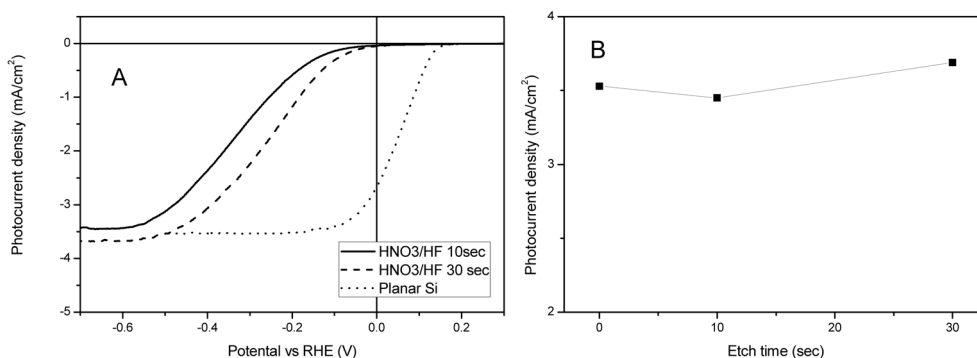 A
Photocurrent density (mA/cm²)
0
-1
-2
-3
-4
-5
-0.6
-0.4
-0.2
0.0
0.2
Potental vs RHE (V)
HNO3/HF 10sec
HNO3/HF 30 sec
Planar Si
B
Photocurrent density (mA/cm²)
4
3
2
0
10
20
30
Etch time (sec)